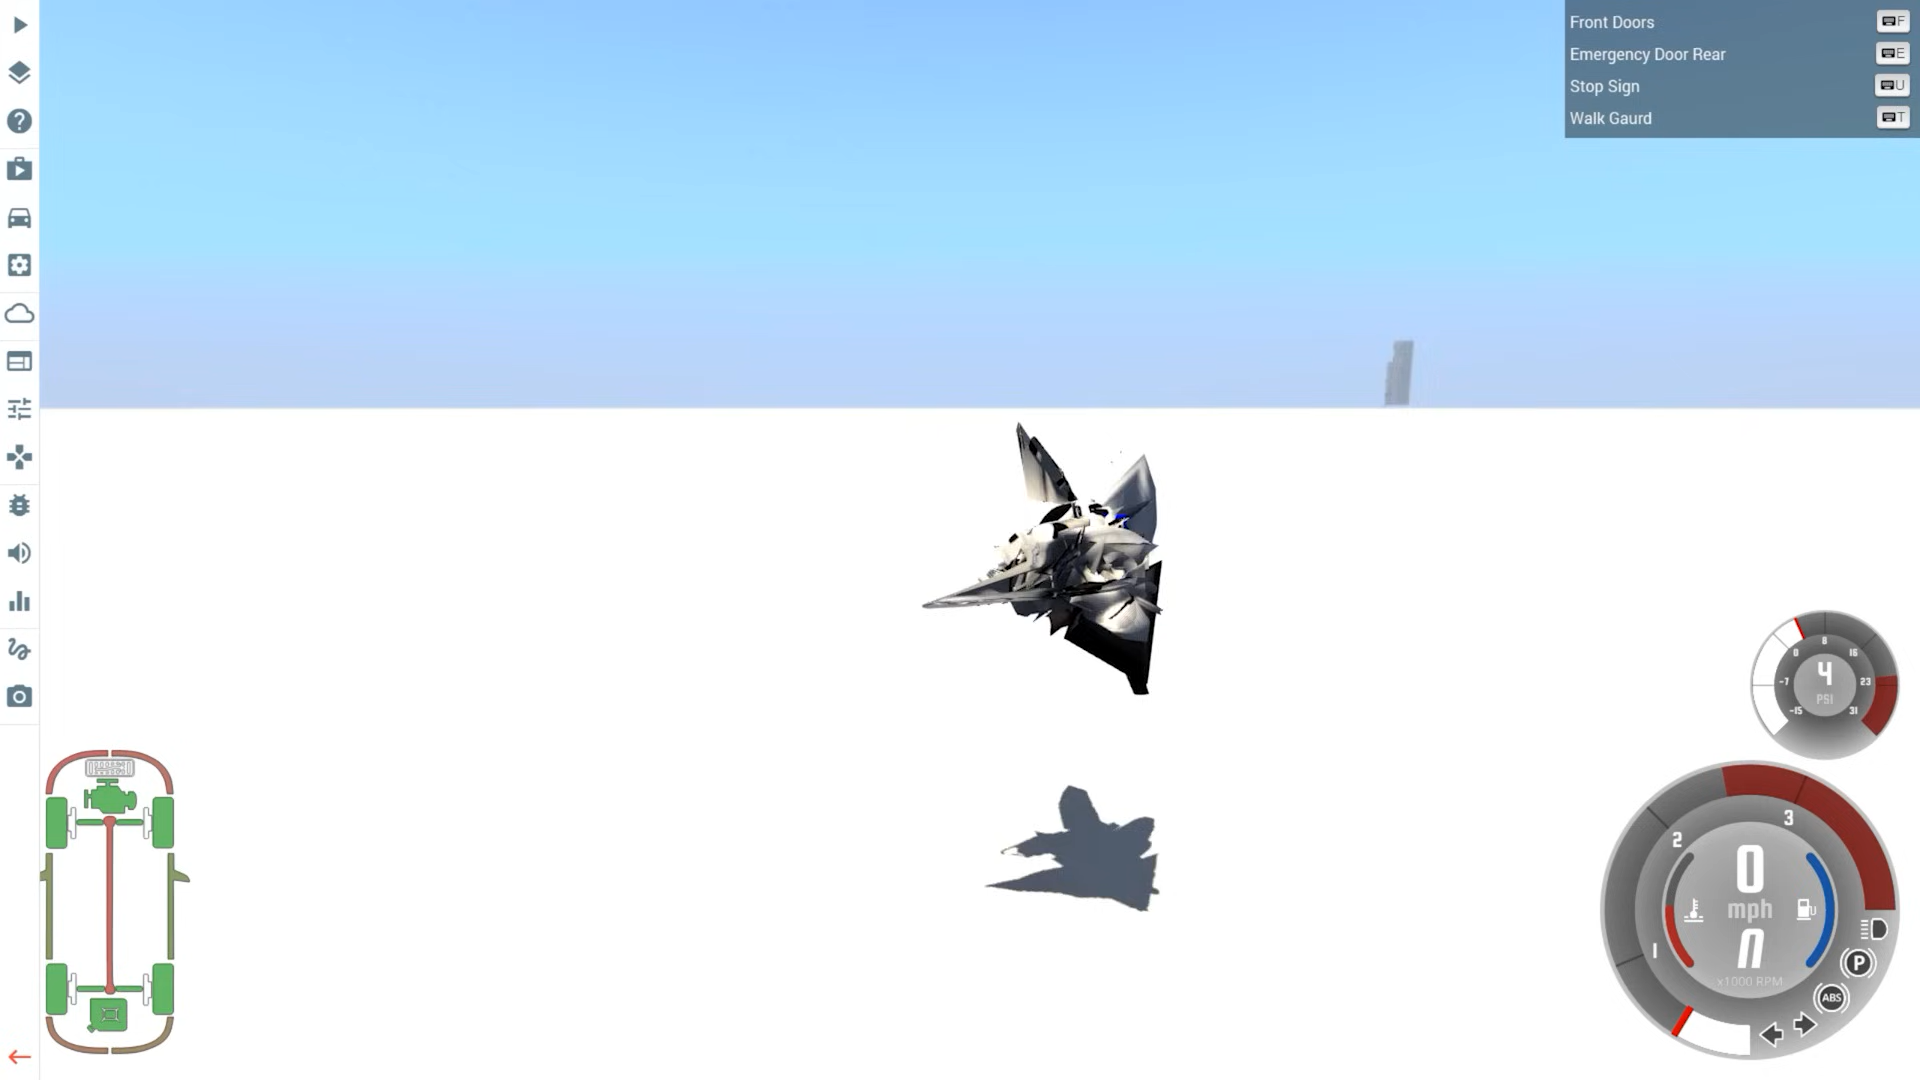 Front Doors F
Emergency Door Rear E
Stop Sign U
Walk Gaurd T
8
0 16
4
-7 23
PSI
-15 31
3
2
0
mph
1
n
x1000 RPM
P
ABS